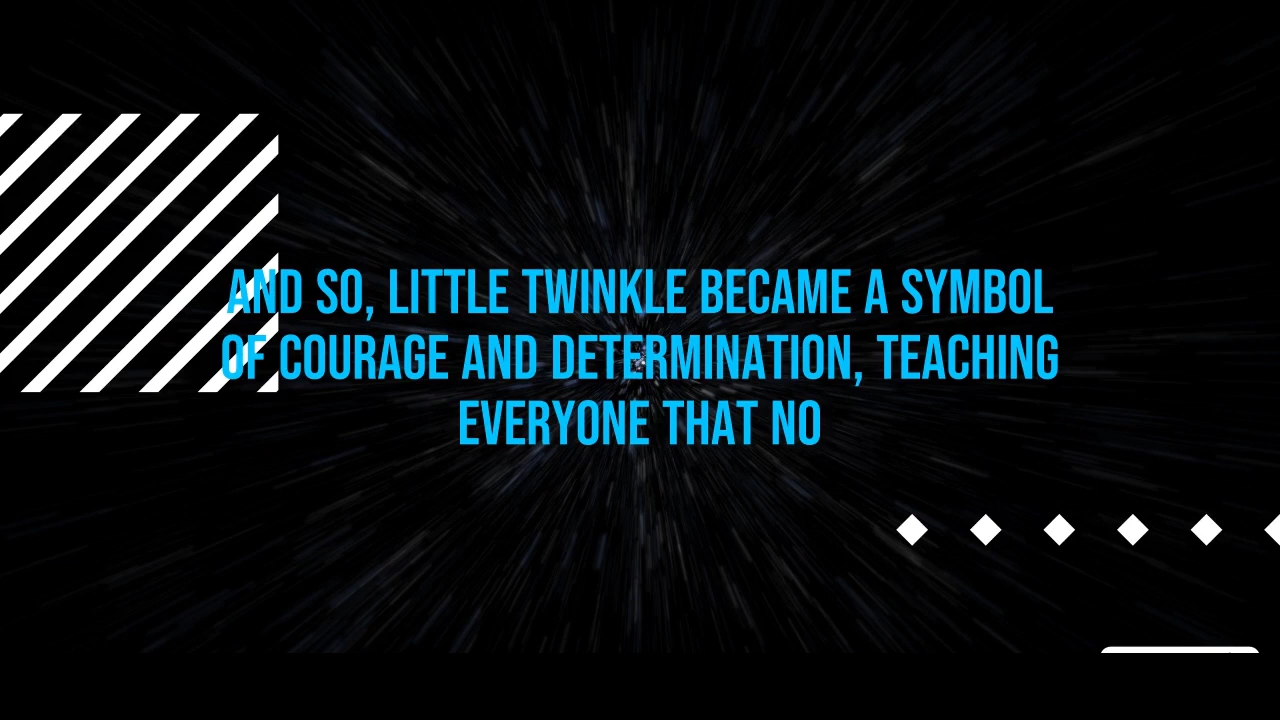 AND SO, LITTLE TWINKLE BECAME A SYMBOL
OF COURAGE AND DETERMINATION, TEACHING
EVERYONE THAT NO